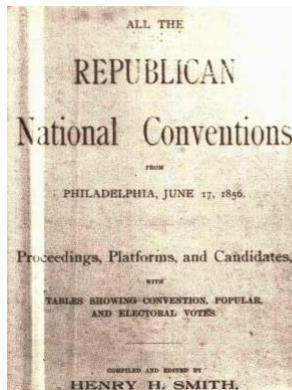 ALL THE
REPUBLICAN
National Conventions
FROM
PHILADELPHIA, JUNE 17, 1856.
Proceedings, Platforms, and Candidates,
WITH
TABLES SHOWING CONVENTION, POPULAR,
AND ELECTORAL VOTES.
COMPILED AND EDITED BY
HENRY H. SMITH,